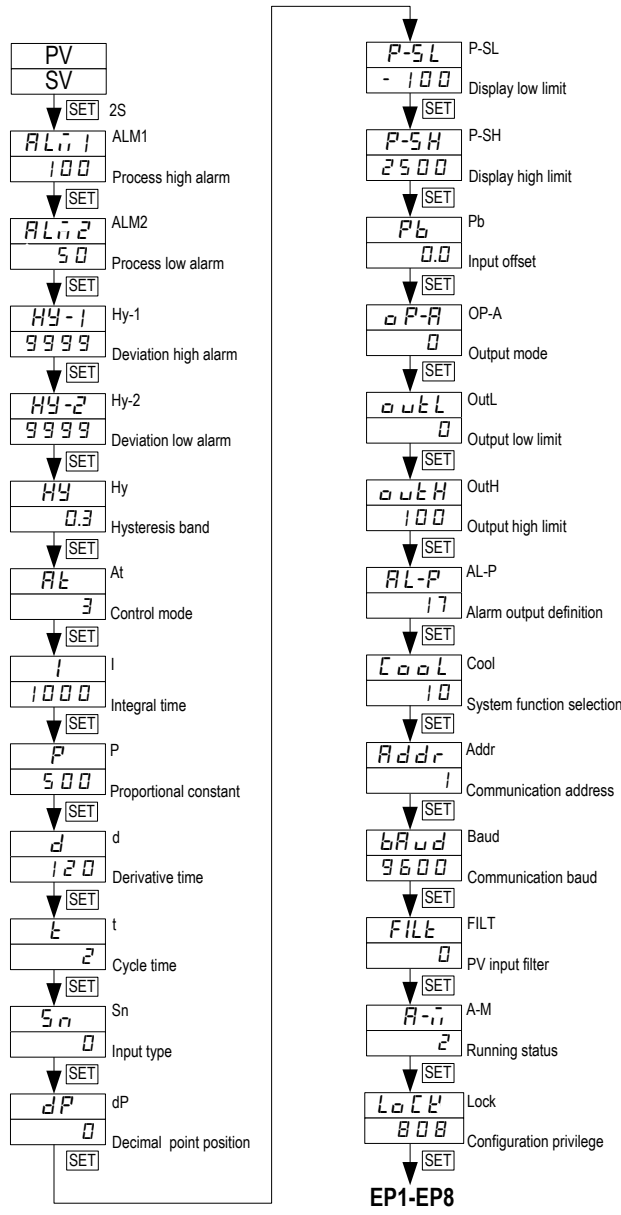 PV
SV
SET 2S
ALM1 ALM1
100 Process high alarm
SET
ALM2 ALM2
50 Process low alarm
SET
HY-1 Hy-1
9999 Deviation high alarm
SET
HY-2 Hy-2
9999 Deviation low alarm
SET
HY Hy
0.3 Hysteresis band
SET
At At
3 Control mode
SET
I I
1000 Integral time
SET
P P
500 Proportional constant
SET
d d
120 Derivative time
SET
t t
2 Cycle time
SET
Sn Sn
0 Input type
SET
dP dP
0 Decimal point position
SET
P-SL P-SL
- 100 Display low limit
SET
P-SH P-SH
2500 Display high limit
SET
Pb Pb
0.0 Input offset
SET
oP-A OP-A
0 Output mode
SET
outL OutL
0 Output low limit
SET
outH OutH
100 Output high limit
SET
AL-P AL-P
17 Alarm output definition
SET
CooL Cool
10 System function selection
SET
Addr Addr
1 Communication address
SET
bAud Baud
9600 Communication baud
SET
FILt FILT
0 PV input filter
SET
A-M A-M
2 Running status
SET
LoCK Lock
808 Configuration privilege
SET
EP1-EP8